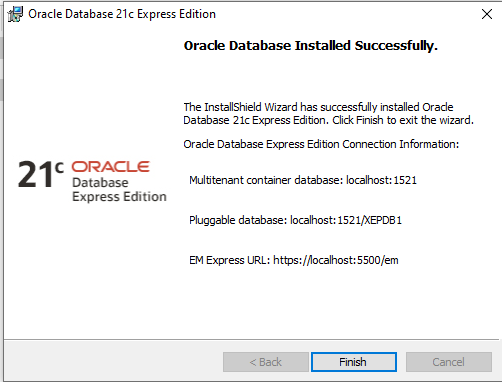 Oracle Database 21c Express Edition
Oracle Database Installed Successfully.
The InstallShield Wizard has successfully installed Oracle
Database 21c Express Edition. Click Finish to exit the wizard.
Oracle Database Express Edition Connection Information:
21c ORACLE
Database
Express Edition
Multitenant container database: localhost:1521
Pluggable database: localhost:1521/XEPDB1
EM Express URL: https://localhost:5500/em
< Back
Finish
Cancel